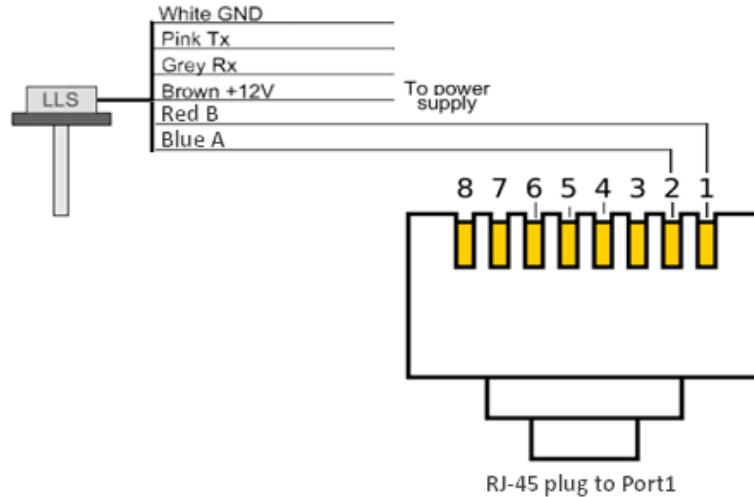 White GND
Pink Tx
Grey Rx
Brown +12V
To power
supply
LLS
Red B
Blue A
8 7 6 5 4 3 2 1
RJ-45 plug to Port1